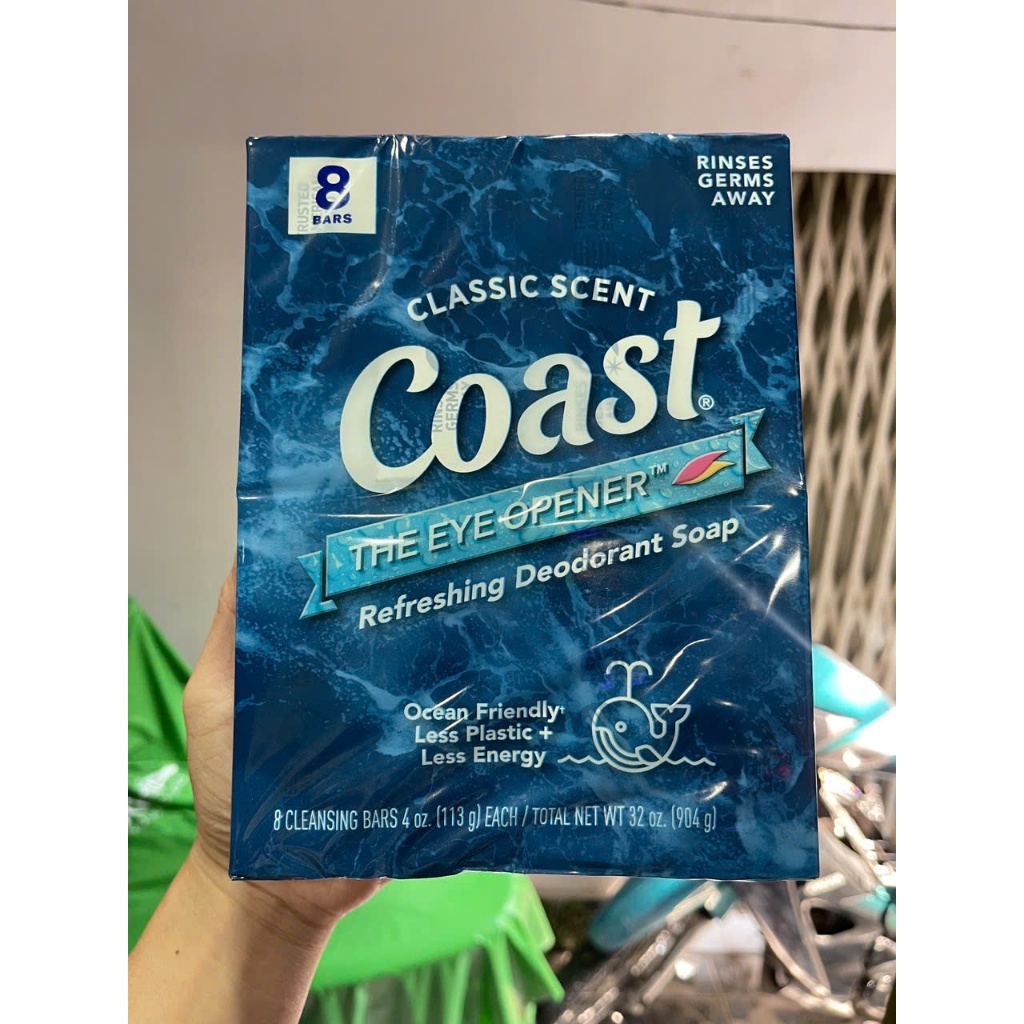 8
BARS
RINSES
GERMS
AWAY
CLASSIC SCENT
Coast®
THE EYE OPENER™
Refreshing Deodorant Soap
Ocean Friendly†
Less Plastic +
Less Energy
8 CLEANSING BARS 4 oz. (113 g) EACH / TOTAL NET WT 32 oz. (904 g)